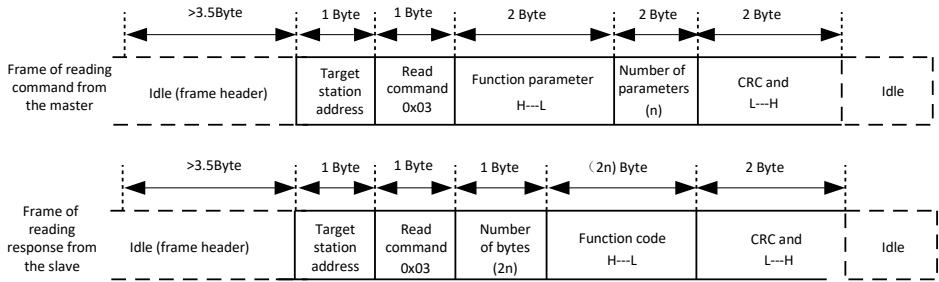 >3.5Byte 1 Byte 1 Byte 2 Byte 2 Byte 2 Byte
Frame of reading
command from
the master
Idle (frame header)
Target
station
address
Read
command
0x03
Function parameter
H---L
Number of
parameters
(n)
CRC and
L---H
Idle
>3.5Byte 1 Byte 1 Byte 1 Byte （2n) Byte 2 Byte
Frame of
reading
response from
the slave
Idle (frame header)
Target
station
address
Read
command
0x03
Number
of bytes
(2n)
Function code
H---L
CRC and
L---H
Idle